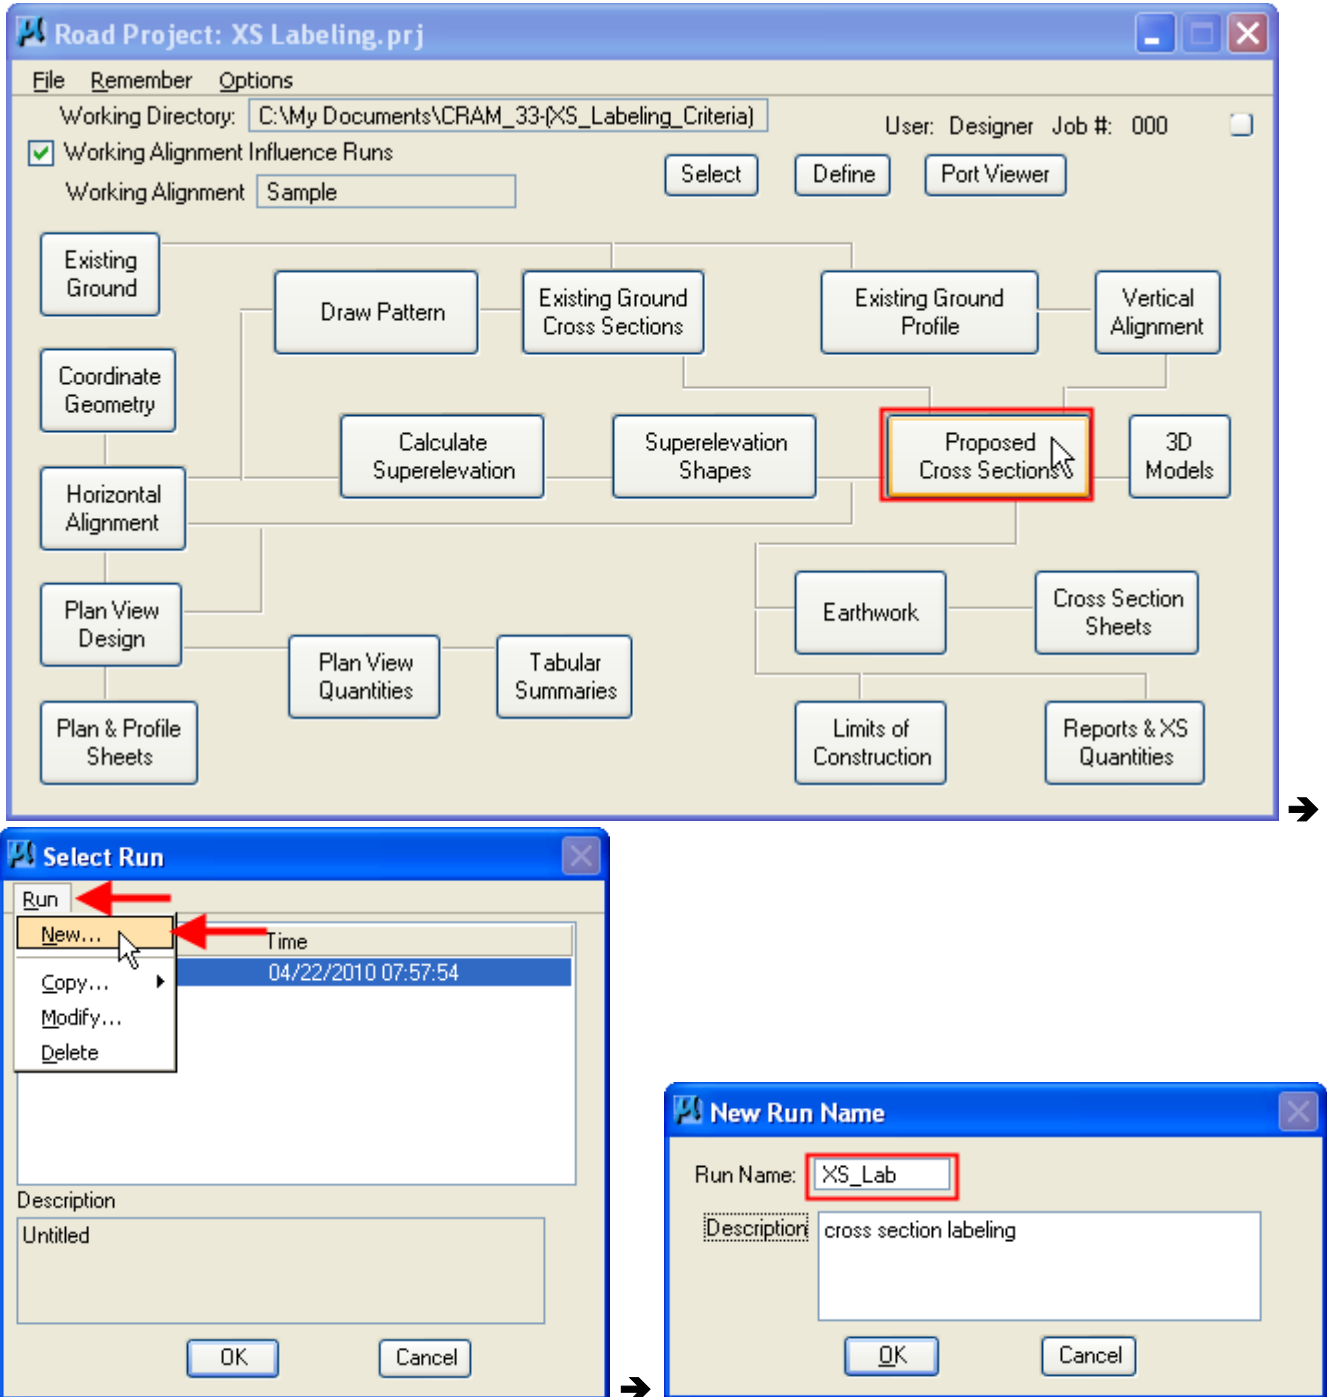 Road Project: XS Labeling.prj
File Remember Options
Working Directory: C:\My Documents\CRAM_33-(XS_Labeling_Criteria)
User: Designer Job #: 000
Working Alignment Influence Runs
Select Define Port Viewer
Working Alignment Sample
Existing
Ground
Draw Pattern
Existing Ground
Cross Sections
Existing Ground
Profile
Vertical
Alignment
Coordinate
Geometry
Calculate
Superelevation
Superelevation
Shapes
Proposed
Cross Sections
3D
Models
Horizontal
Alignment
Plan View
Design
Earthwork
Cross Section
Sheets
Plan View
Quantities
Tabular
Summaries
Plan & Profile
Sheets
Limits of
Construction
Reports & XS
Quantities
Select Run
Run
New...
Time
04/22/2010 07:57:54
Copy...
Modify...
Delete
Description
Untitled
OK Cancel
New Run Name
Run Name: XS_Lab
Description cross section labeling
OK Cancel